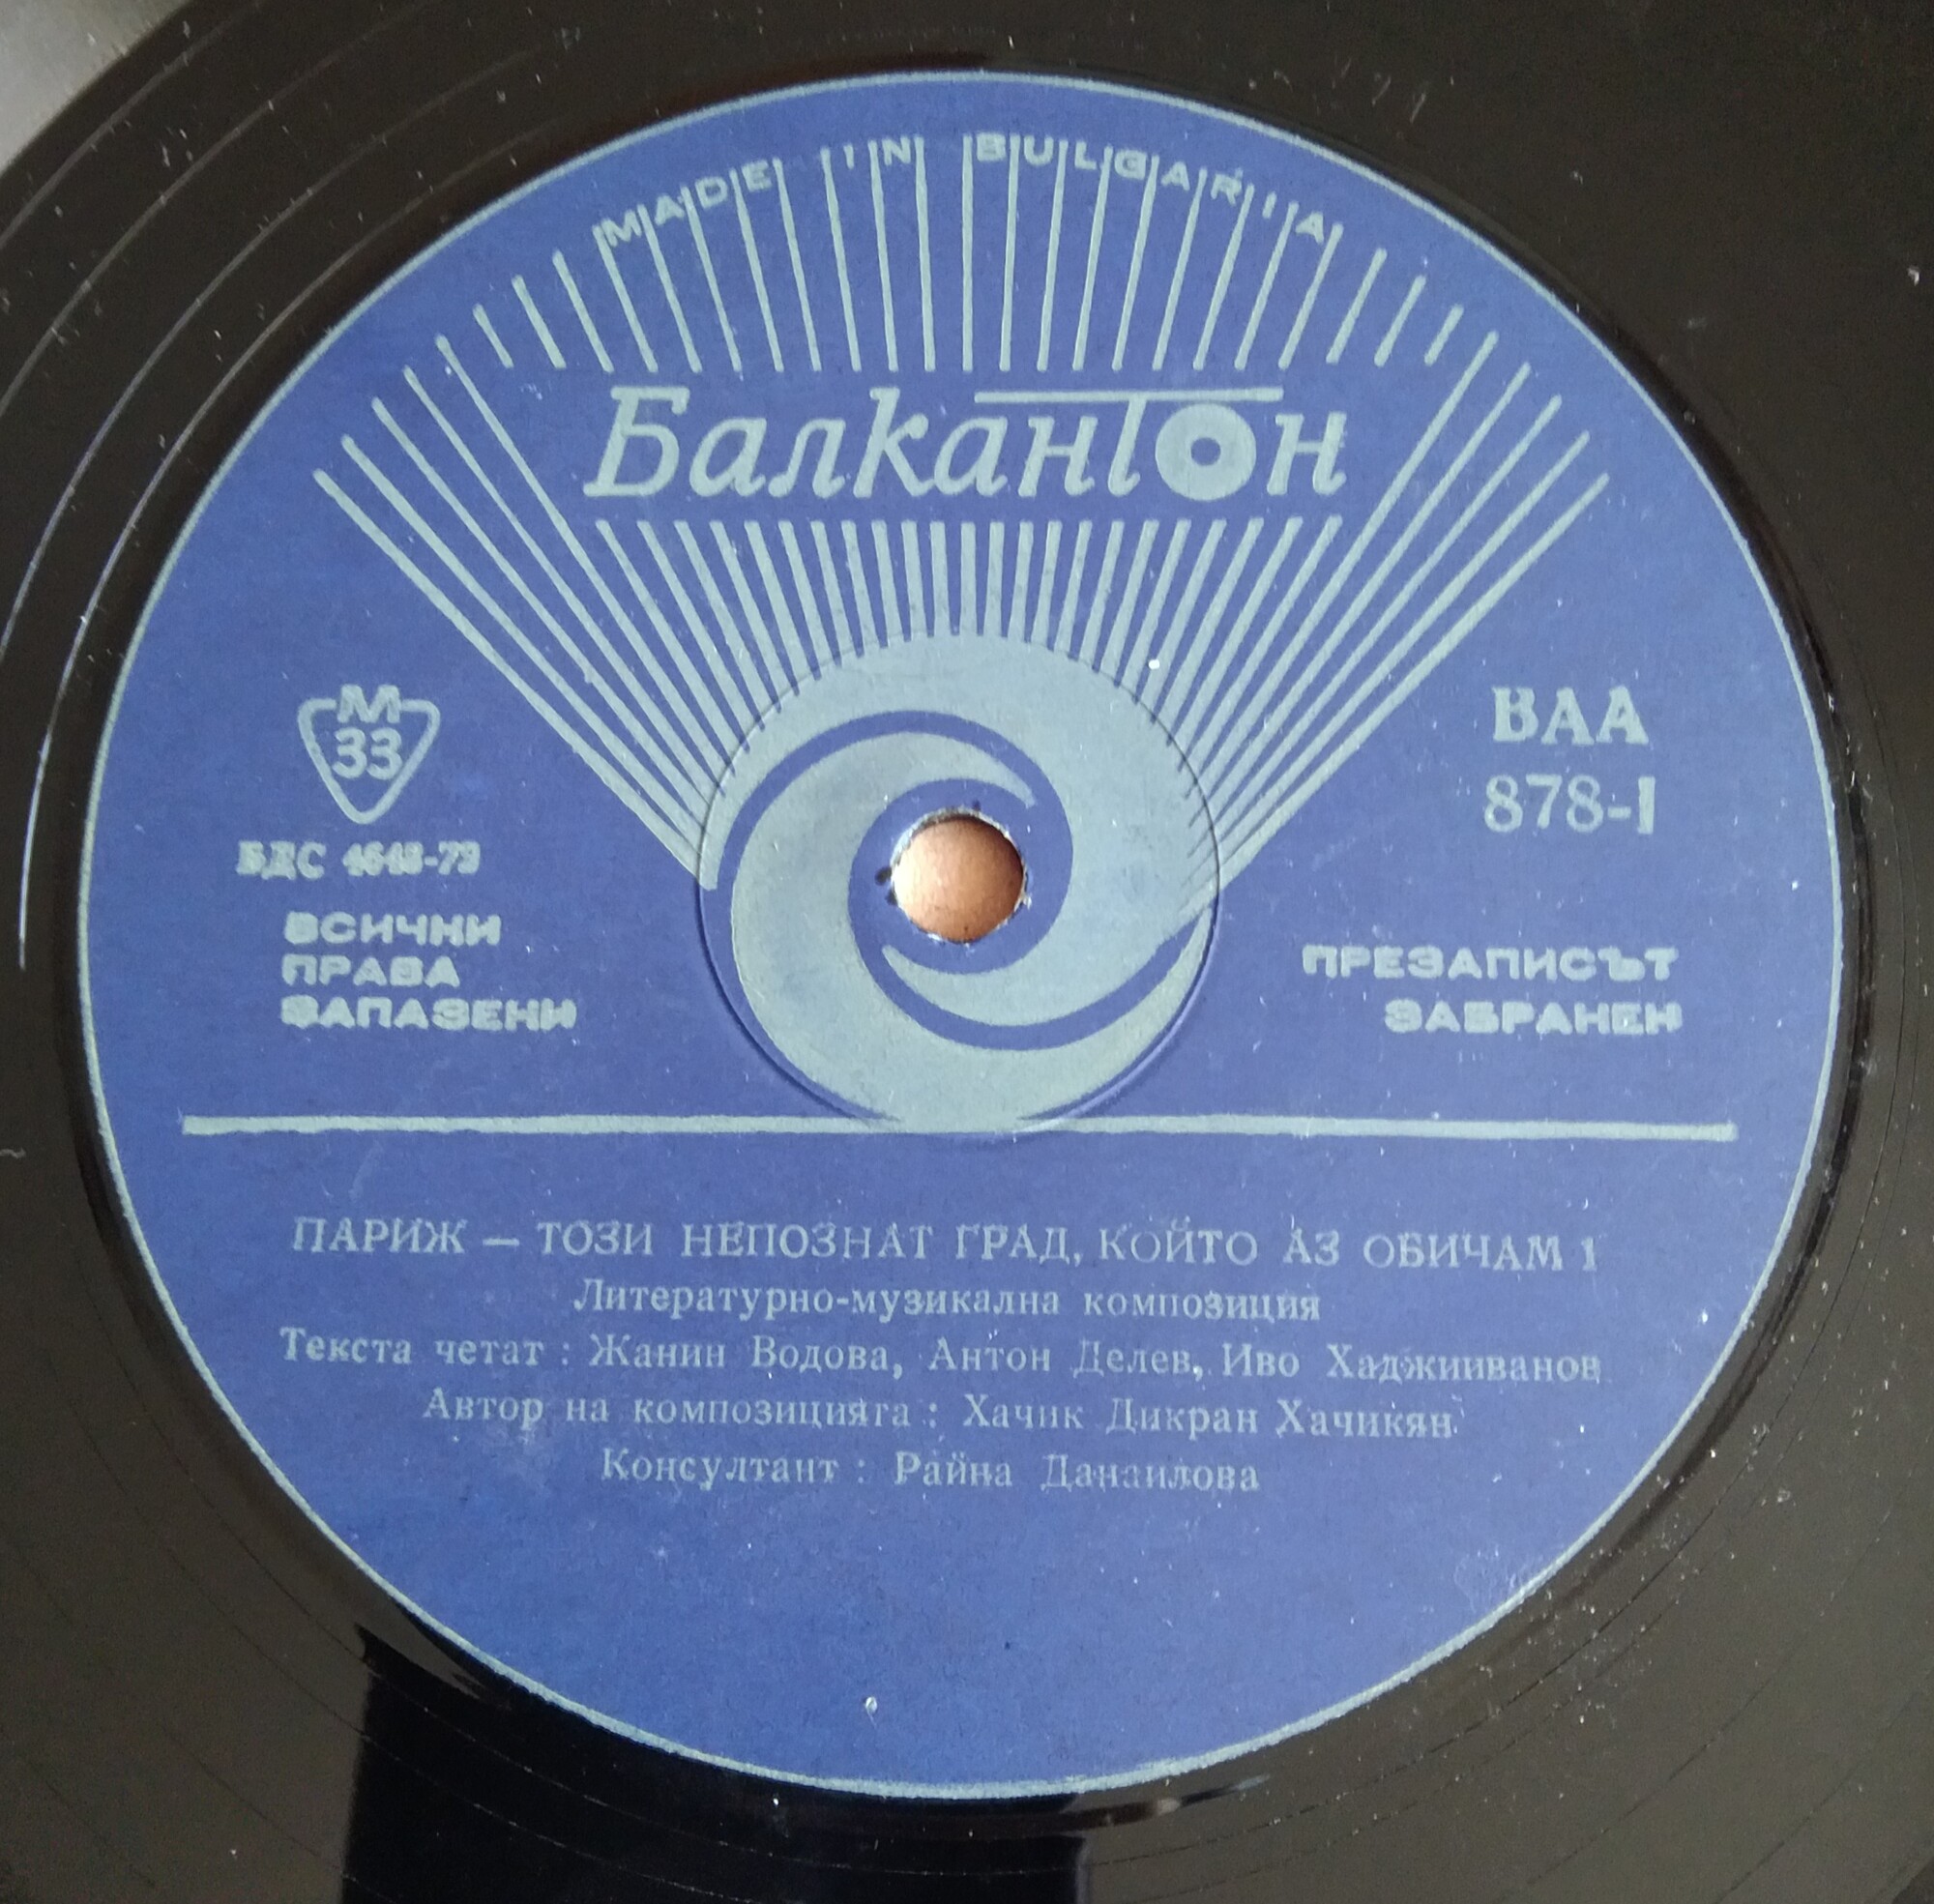 MADE IN BULGARIA
Балкантон
М
33
БДС 4648-73
ВСИЧКИ
ПРАВА
ЗАПАЗЕНИ
ВАА
878-I
ПРЕЗАПИСЪТ
ЗАБРАНЕН
ПАРИЖ — ТОЗИ НЕПОЗНАТ ГРАД, КОЙТО АЗ ОБИЧАМ 1
Литературно-музикална композиция
Текста четат : Жанин Водова, Антон Делев, Иво Хаджииванов
Автор на композицията : Хачик Дикран Хачикян
Консултант : Райна Данаилова